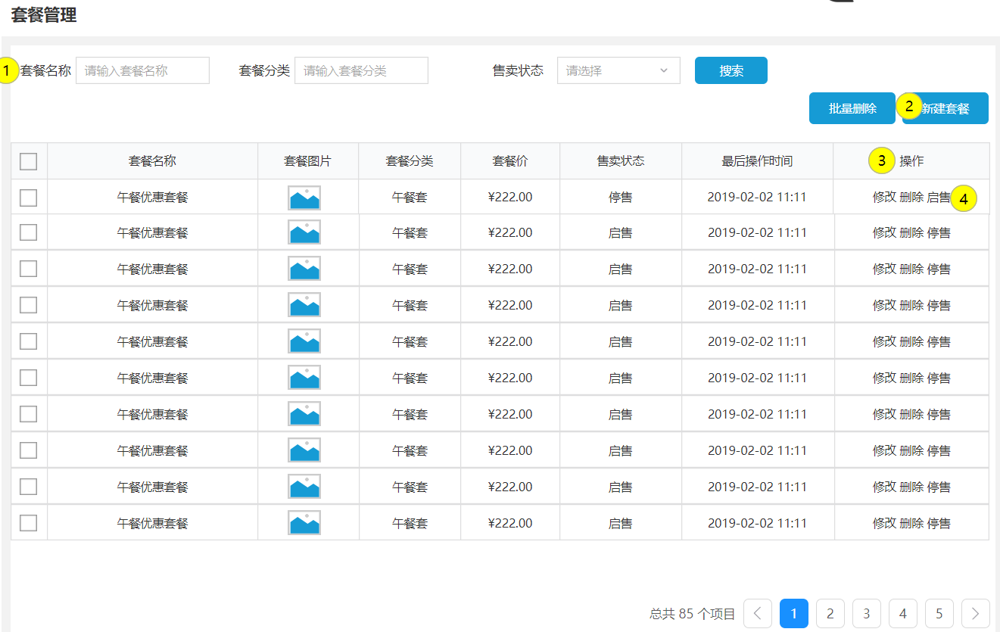 套餐管理
1 套餐名称 请输入套餐名称 套餐分类 请输入套餐分类 售卖状态 请选择 搜索
批量删除 2 新建套餐
套餐名称 套餐图片 套餐分类 套餐价 售卖状态 最后操作时间 3 操作
午餐优惠套餐 午餐套 ¥222.00 停售 2019-02-02 11:11 修改 删除 启售 4
午餐优惠套餐 午餐套 ¥222.00 启售 2019-02-02 11:11 修改 删除 停售
午餐优惠套餐 午餐套 ¥222.00 启售 2019-02-02 11:11 修改 删除 停售
午餐优惠套餐 午餐套 ¥222.00 启售 2019-02-02 11:11 修改 删除 停售
午餐优惠套餐 午餐套 ¥222.00 启售 2019-02-02 11:11 修改 删除 停售
午餐优惠套餐 午餐套 ¥222.00 启售 2019-02-02 11:11 修改 删除 停售
午餐优惠套餐 午餐套 ¥222.00 启售 2019-02-02 11:11 修改 删除 停售
午餐优惠套餐 午餐套 ¥222.00 启售 2019-02-02 11:11 修改 删除 停售
午餐优惠套餐 午餐套 ¥222.00 启售 2019-02-02 11:11 修改 删除 停售
午餐优惠套餐 午餐套 ¥222.00 启售 2019-02-02 11:11 修改 删除 停售
总共 85 个项目 1 2 3 4 5